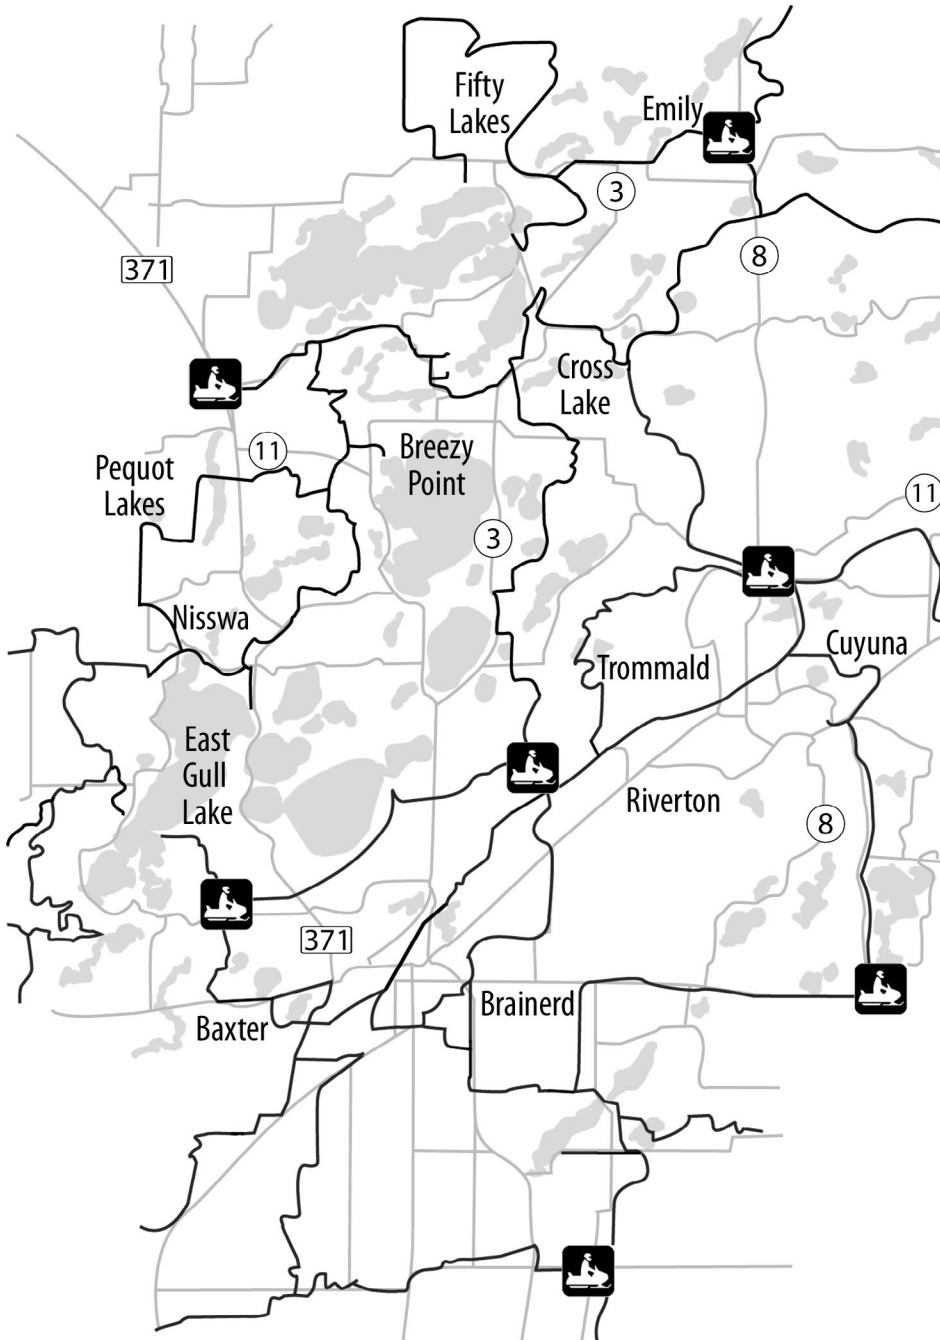 Fifty
Lakes
Emily
3
8
371
Cross
Lake
11
Breezy
Point
Pequot
Lakes
11
3
Nisswa
Trommald
Cuyuna
East
Gull
Lake
Riverton
8
371
Brainerd
Baxter